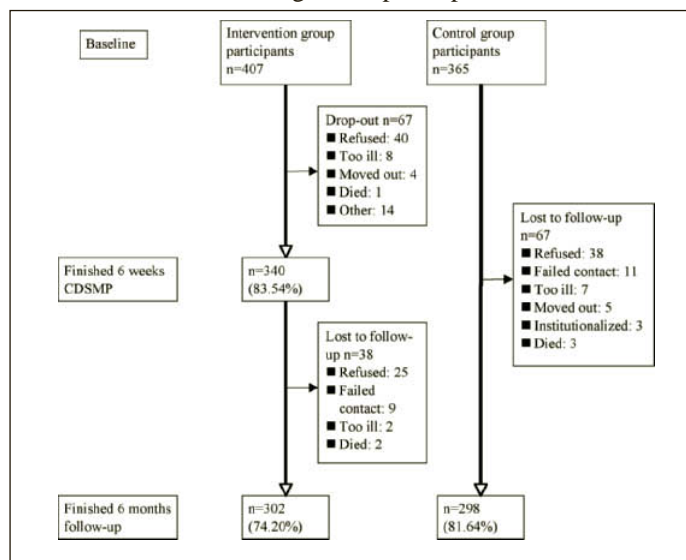 Baseline
Intervention group
participants
n=407
Control group
participants
n=365
Drop-out n=67
■ Refused: 40
■ Too ill: 8
■ Moved out: 4
■ Died: 1
■ Other: 14
Lost to follow-up
n=67
■ Refused: 38
■ Failed contact: 11
■ Too ill: 7
■ Moved out: 5
■ Institutionalized: 3
■ Died: 3
Finished 6 weeks
CDSMP
n=340
(83.54%)
Lost to follow-
up n=38
■ Refused: 25
■ Failed
contact: 9
■ Too ill: 2
■ Died: 2
Finished 6 months
follow-up
n=302
(74.20%)
n=298
(81.64%)